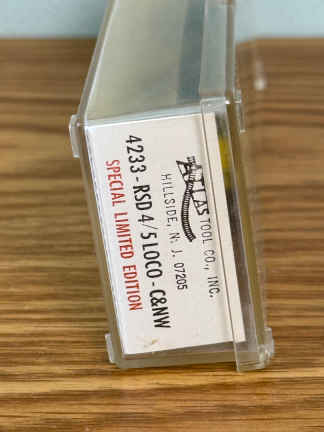 ATLAS TOOL CO., INC.
HILLSIDE, N. J. 07205
4233 - RSD 4/5 LOCO - C&NW
SPECIAL LIMITED EDITION